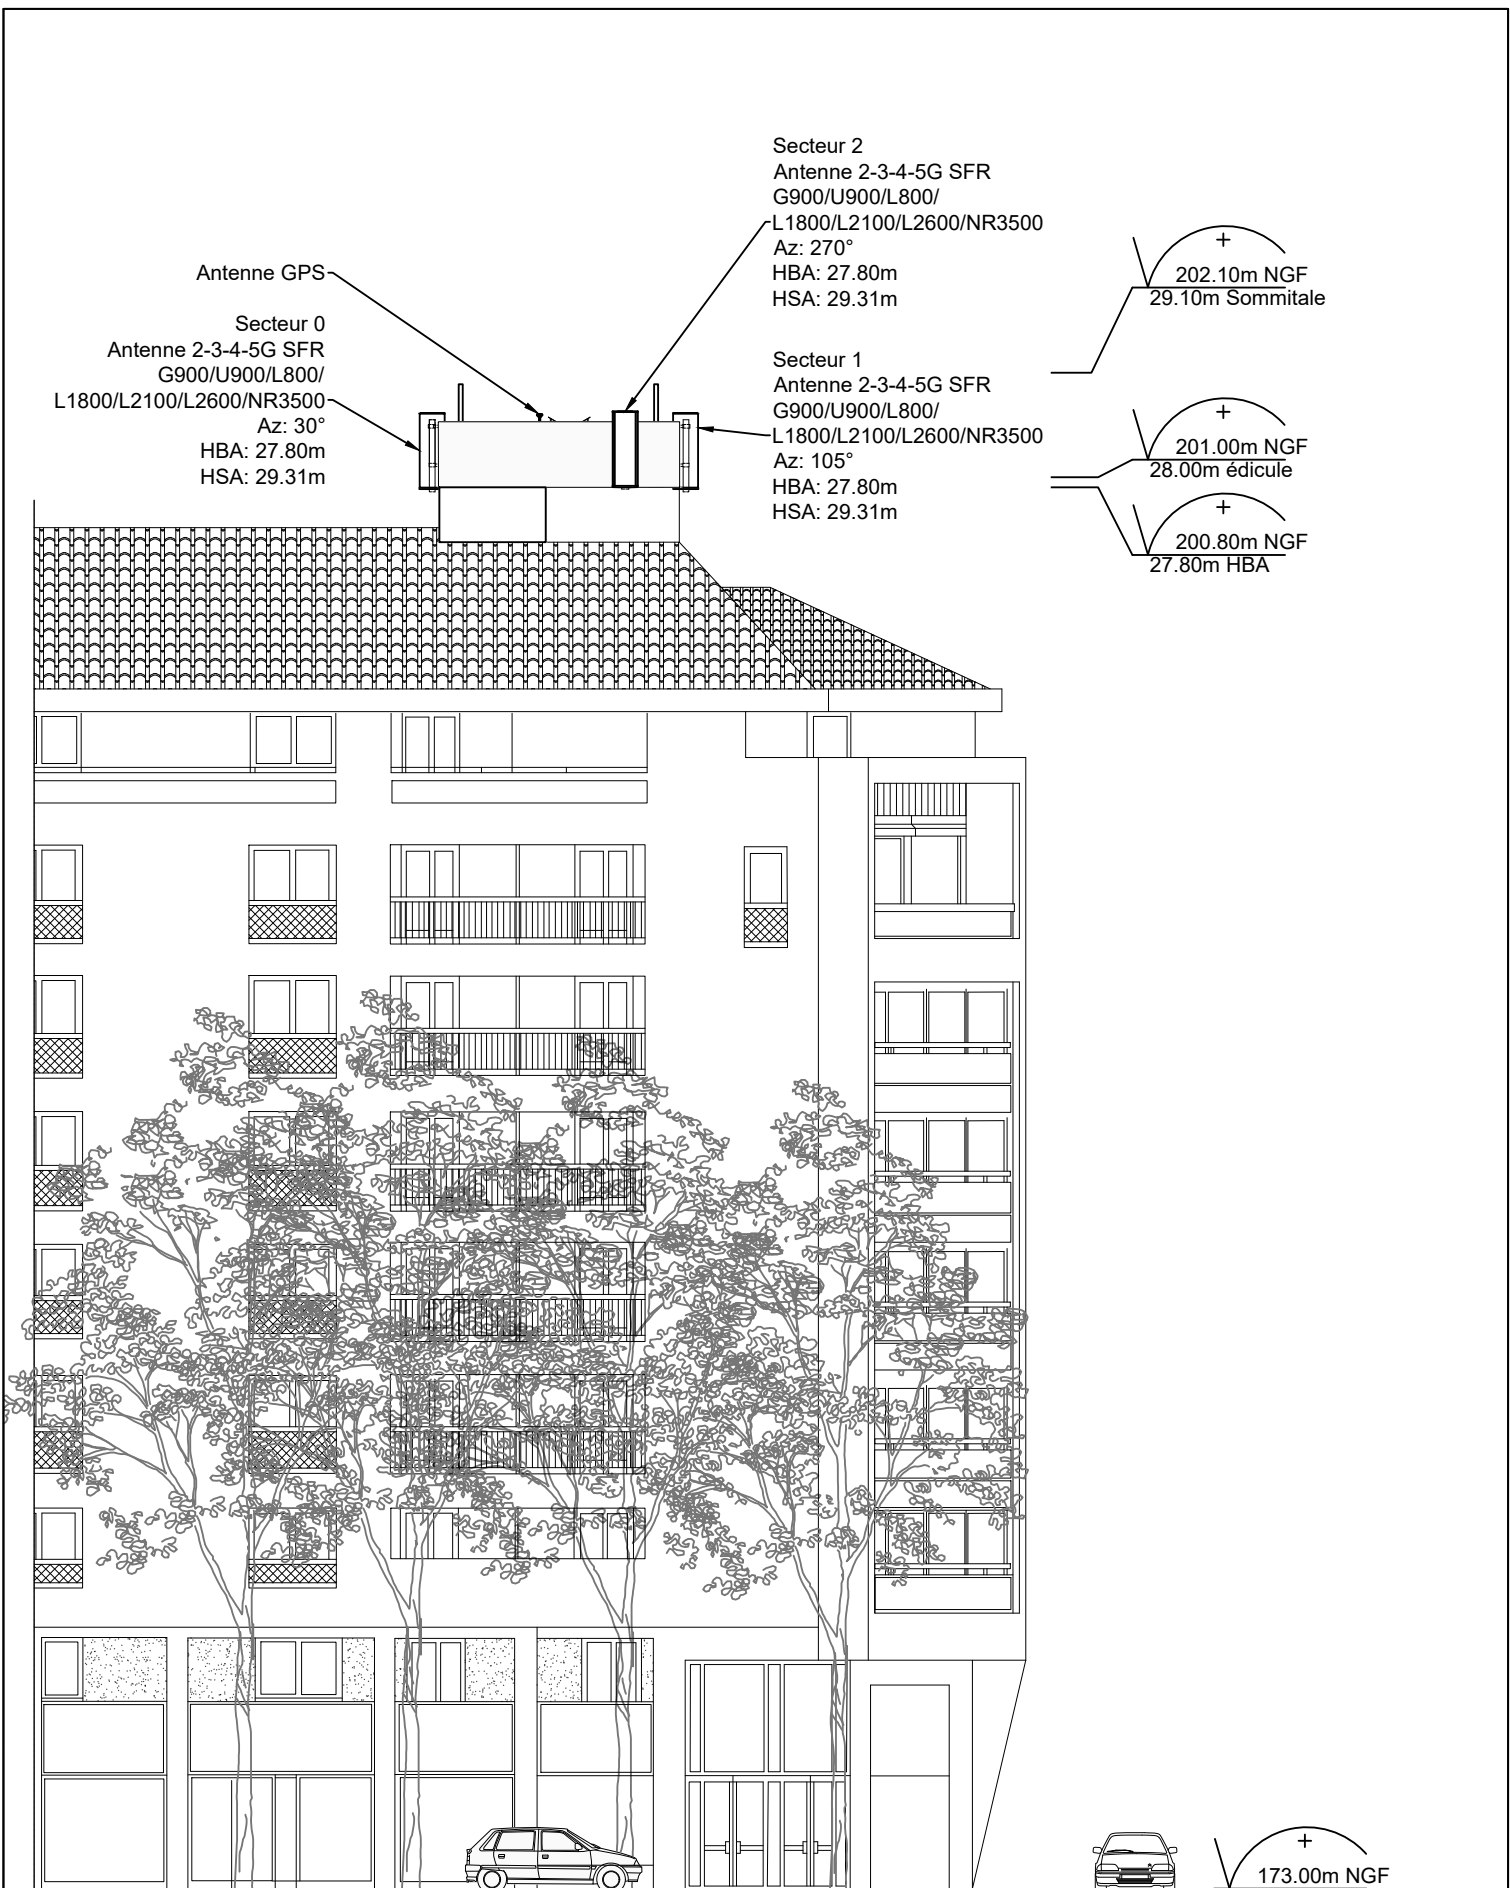 Secteur 2
Antenne 2-3-4-5G SFR
G900/U900/L800/
L1800/L2100/L2600/NR3500
Az: 270°
HBA: 27.80m
HSA: 29.31m
Antenne GPS
Secteur 0
Antenne 2-3-4-5G SFR
G900/U900/L800/
L1800/L2100/L2600/NR3500
Az: 30°
HBA: 27.80m
HSA: 29.31m
Secteur 1
Antenne 2-3-4-5G SFR
G900/U900/L800/
L1800/L2100/L2600/NR3500
Az: 105°
HBA: 27.80m
HSA: 29.31m
+
202.10m NGF
29.10m Sommitale
+
201.00m NGF
28.00m édicule
+
200.80m NGF
27.80m HBA
+
173.00m NGF